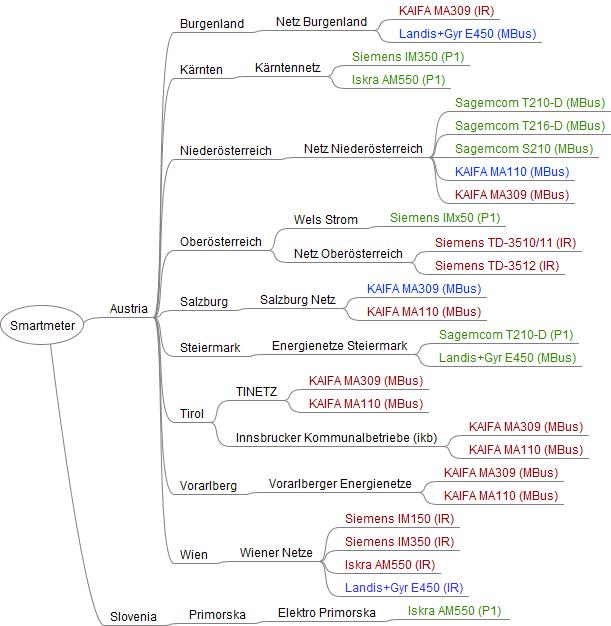 Smartmeter
Austria
Burgenland
Netz Burgenland
KAIFA MA309 (IR)
Landis+Gyr E450 (MBus)
Kärnten
Kärntennetz
Siemens IM350 (P1)
Iskra AM550 (P1)
Niederösterreich
Netz Niederösterreich
Sagemcom T210-D (MBus)
Sagemcom T216-D (MBus)
Sagemcom S210 (MBus)
KAIFA MA110 (MBus)
KAIFA MA309 (MBus)
Oberösterreich
Wels Strom
Siemens IMx50 (P1)
Netz Oberösterreich
Siemens TD-3510/11 (IR)
Siemens TD-3512 (IR)
Salzburg
Salzburg Netz
KAIFA MA309 (MBus)
KAIFA MA110 (MBus)
Steiermark
Energienetze Steiermark
Sagemcom T210-D (P1)
Landis+Gyr E450 (MBus)
Tirol
TINETZ
KAIFA MA309 (MBus)
KAIFA MA110 (MBus)
Innsbrucker Kommunalbetriebe (ikb)
KAIFA MA309 (MBus)
KAIFA MA110 (MBus)
Vorarlberg
Vorarlberger Energienetze
KAIFA MA309 (MBus)
KAIFA MA110 (MBus)
Wien
Wiener Netze
Siemens IM150 (IR)
Siemens IM350 (IR)
Iskra AM550 (IR)
Landis+Gyr E450 (IR)
Slovenia
Primorska
Elektro Primorska
Iskra AM550 (P1)